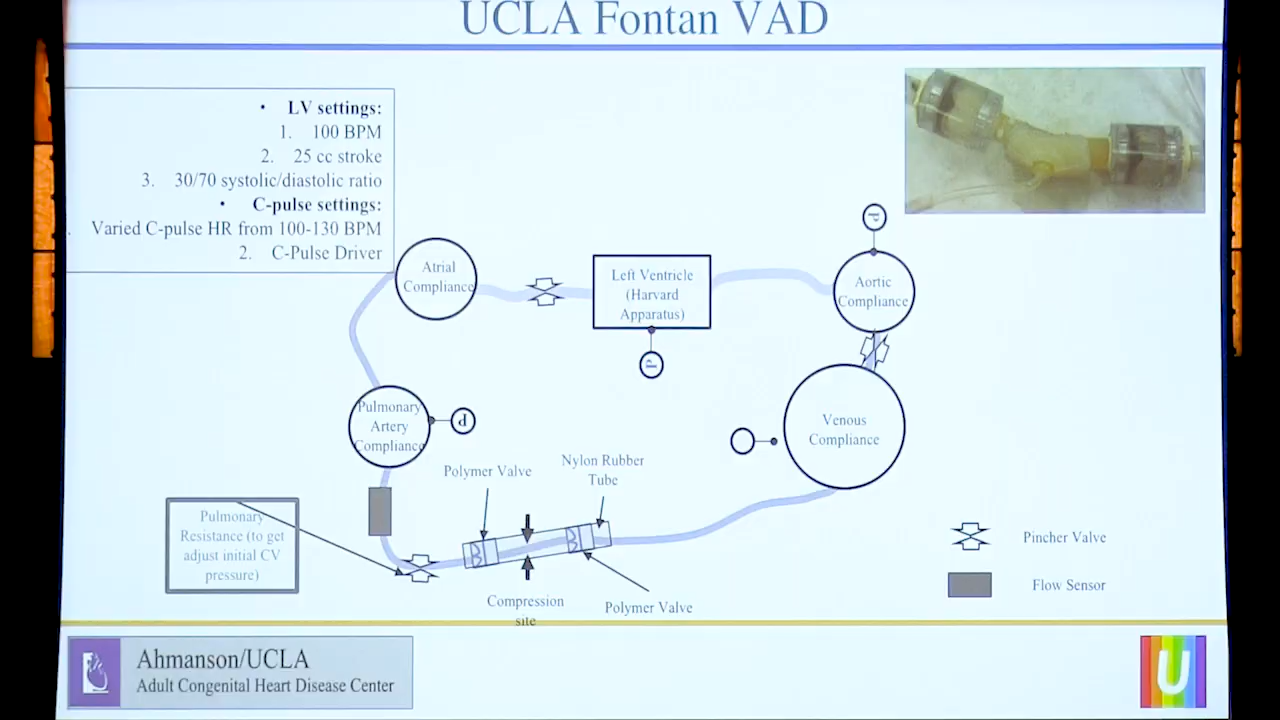 UCLA Fontan VAD
• LV settings:
1. 100 BPM
2. 25 cc stroke
3. 30/70 systolic/diastolic ratio
• C-pulse settings:
. Varied C-pulse HR from 100-130 BPM
2. C-Pulse Driver
Atrial
Compliance
Left Ventricle
(Harvard
Apparatus)
P
Aortic
Compliance
P
Pulmonary
Artery
Compliance
P
Venous
Compliance
Polymer Valve
Nylon Rubber
Tube
Pulmonary
Resistance (to get
adjust initial CV
pressure)
Compression
site
Polymer Valve
Pincher Valve
Flow Sensor
Ahmanson/UCLA
Adult Congenital Heart Disease Center
U